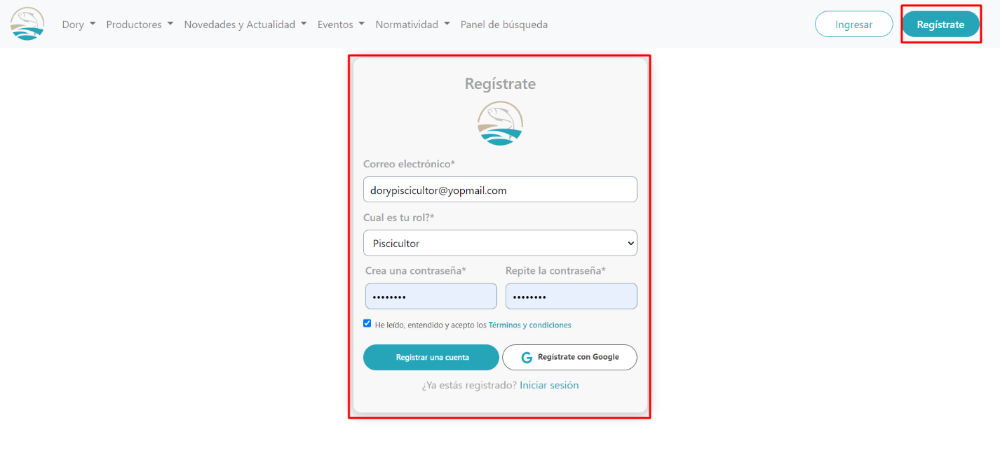 Dory Productores Novedades y Actualidad Eventos Normatividad Panel de búsqueda Ingresar Regístrate
Regístrate
Correo electrónico*
dorypiscicultor@yopmail.com
Cual es tu rol?*
Piscicultor
Crea una contraseña* Repite la contraseña*
•••••••• ••••••••
He leído, entendido y acepto los Términos y condiciones
Registrar una cuenta Regístrate con Google
¿Ya estás registrado? Iniciar sesión